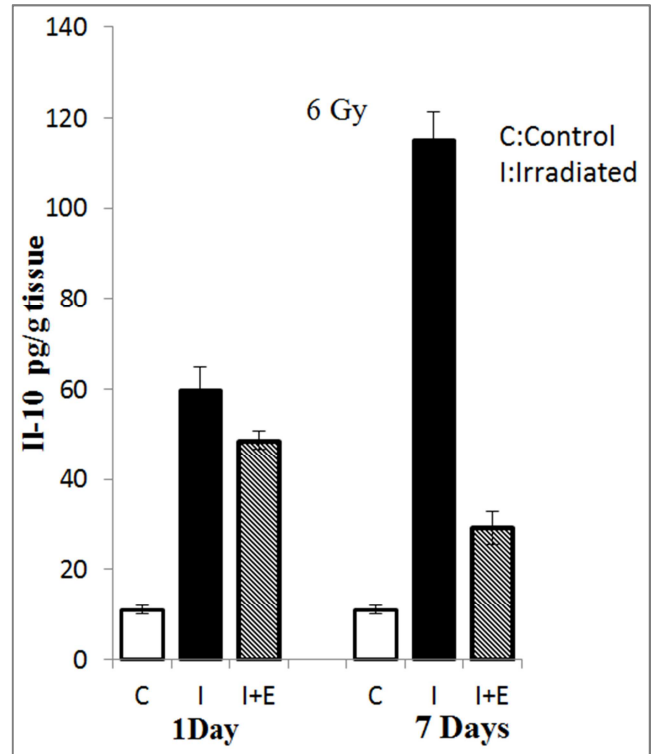 140
120
100
80
60
40
20
0
Il-10 pg/g tissue
6 Gy
C:Control
I:Irradiated
C I I+E C I I+E
1Day 7 Days